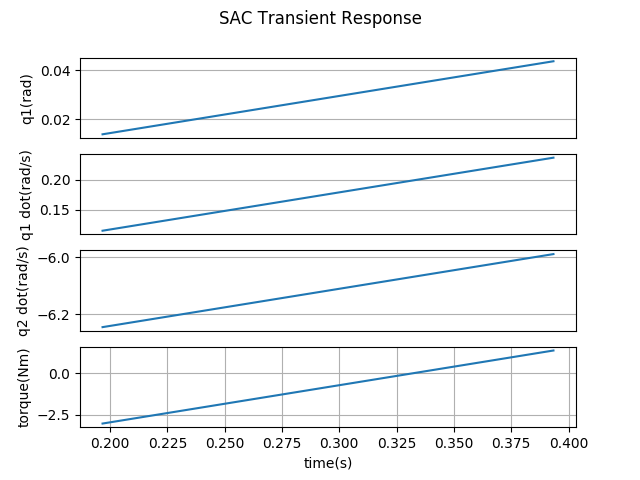 SAC Transient Response
q1(rad)
0.04
0.02
q1 dot(rad/s)
0.20
0.15
q2 dot(rad/s)
−6.0
−6.2
torque(Nm)
0.0
−2.5
0.200 0.225 0.250 0.275 0.300 0.325 0.350 0.375 0.400
time(s)